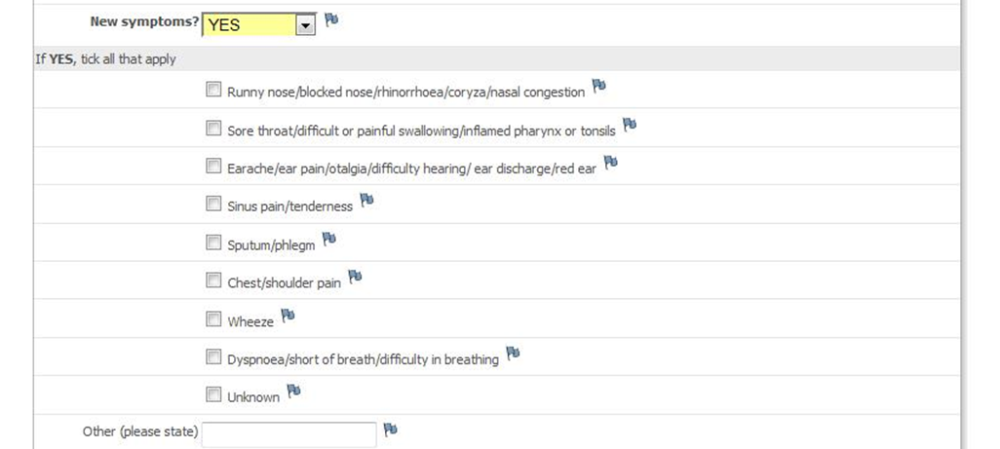 New symptoms? YES
If YES, tick all that apply
Runny nose/blocked nose/rhinorrhoea/coryza/nasal congestion
Sore throat/difficult or painful swallowing/inflamed pharynx or tonsils
Earache/ear pain/otalgia/difficulty hearing/ ear discharge/red ear
Sinus pain/tenderness
Sputum/phlegm
Chest/shoulder pain
Wheeze
Dyspnoea/short of breath/difficulty in breathing
Unknown
Other (please state)